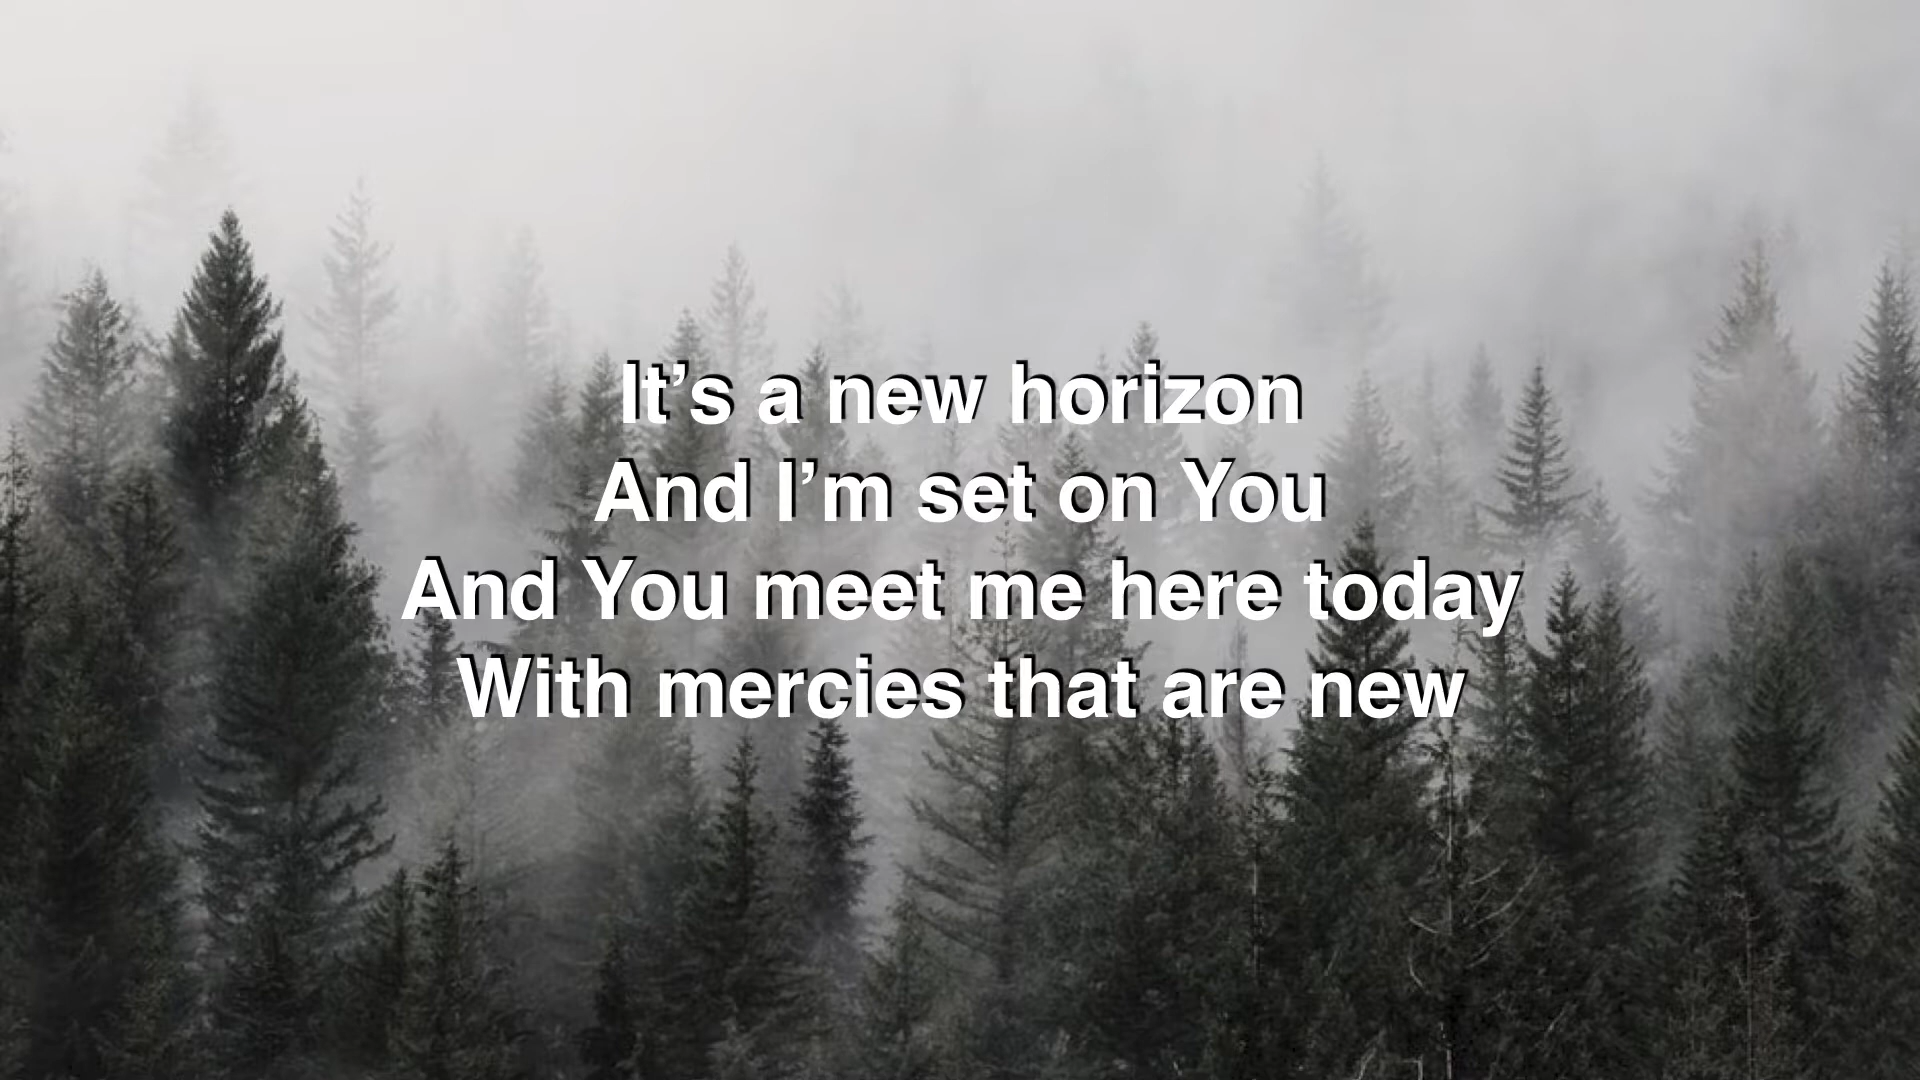 It’s a new horizon
And I’m set on You
And You meet me here today
With mercies that are new